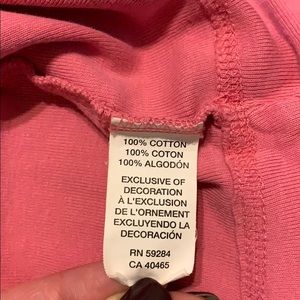 100% COTTON
100% COTON
100% ALGODÓN
EXCLUSIVE OF
DECORATION
À L'EXCLUSION
DE L'ORNEMENT
EXCLUYENDO LA
DECORACIÓN
RN 59284
CA 40465